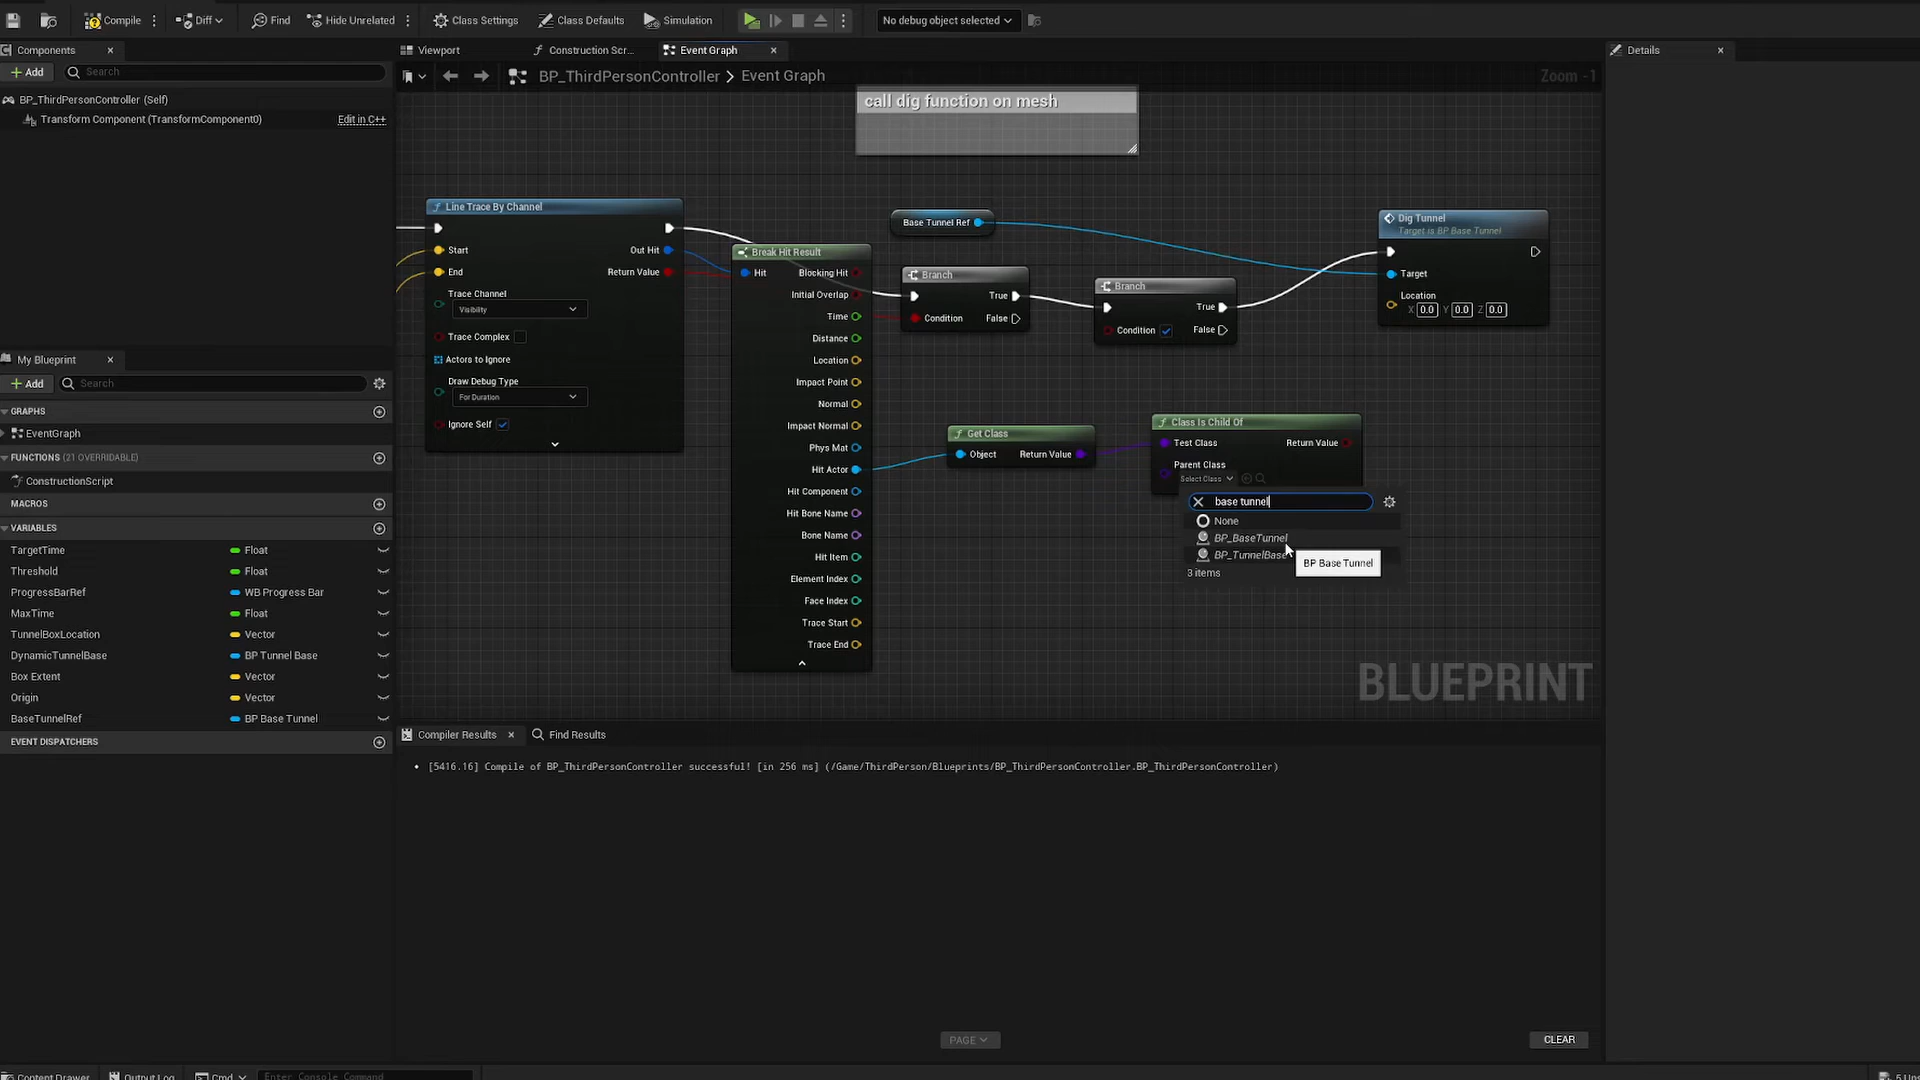 Compile
Diff
Find
Hide Unrelated
Class Settings
Class Defaults
Simulation
No debug object selected
Components
Add
Search
BP_ThirdPersonController (Self)
Transform Component (TransformComponent0)
Edit in C++
My Blueprint
Add
Search
GRAPHS
EventGraph
FUNCTIONS (21 OVERRIDABLE)
ConstructionScript
MACROS
VARIABLES
TargetTime Float
Threshold Float
ProgressBarRef WB Progress Bar
MaxTime Float
TunnelBoxLocation Vector
DynamicTunnelBase BP Tunnel Base
Box Extent Vector
Origin Vector
BaseTunnelRef BP Base Tunnel
EVENT DISPATCHERS
Viewport
Construction Scr...
Event Graph
BP_ThirdPersonController > Event Graph
Zoom -1
call dig function on mesh
Line Trace By Channel
Start
Out Hit
End
Return Value
Trace Channel
Visibility
Trace Complex
Actors to Ignore
Draw Debug Type
For Duration
Ignore Self
Break Hit Result
Hit
Blocking Hit
Initial Overlap
Time
Distance
Location
Impact Point
Normal
Impact Normal
Phys Mat
Hit Actor
Hit Component
Hit Bone Name
Bone Name
Hit Item
Element Index
Face Index
Trace Start
Trace End
Base Tunnel Ref
Branch
True
Condition
False
Branch
True
Condition
False
Dig Tunnel
Target is BP Base Tunnel
Target
Location
X 0.0 Y 0.0 Z 0.0
Get Class
Object
Return Value
Class Is Child Of
Test Class
Return Value
Parent Class
Select Class
base tunnel
None
BP_BaseTunnel
BP_TunnelBase
3 items
BP Base Tunnel
BLUEPRINT
Compiler Results
Find Results
[5416.16] Compile of BP_ThirdPersonController successful! [in 256 ms] (/Game/ThirdPerson/Blueprints/BP_ThirdPersonController.BP_ThirdPersonController)
PAGE
CLEAR
Details
Content Drawer
Output Log
Cmd
Enter Console Command